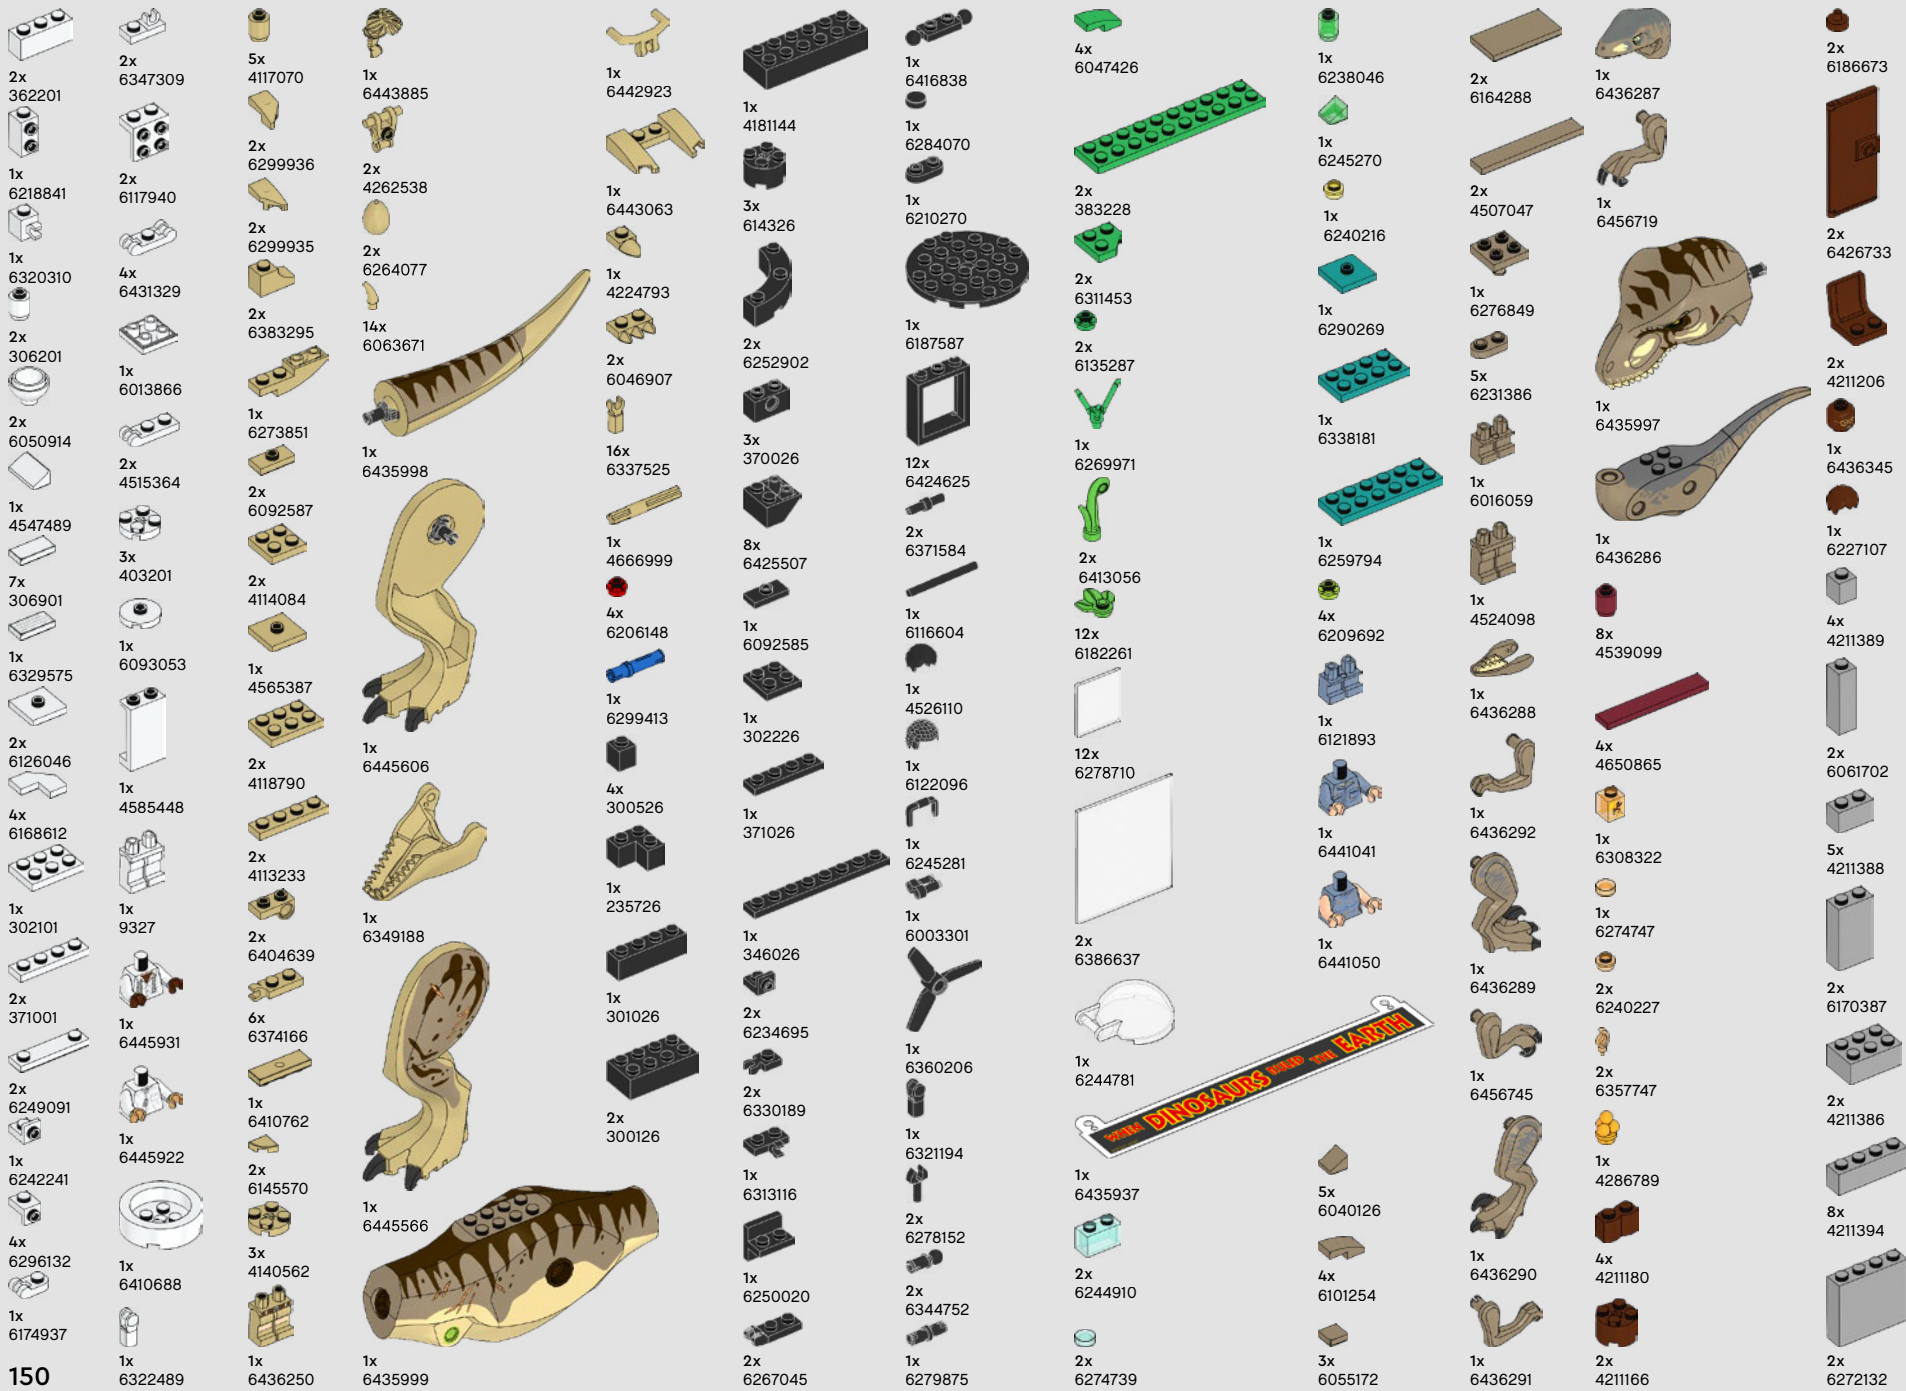 2x
362201
1x
6218841
1x
6320310
2x
306201
2x
6050914
1x
4547489
7x
306901
1x
6329575
2x
6126046
4x
6168612
1x
302101
2x
371001
2x
6249091
1x
6242241
4x
6296132
1x
6174937
150
2x
6347309
2x
6117940
4x
6431329
1x
6013866
2x
4515364
3x
403201
1x
6093053
1x
4585448
1x
9327
1x
6445931
1x
6445922
1x
6410688
1x
6322489
5x
4117070
2x
6299936
2x
6299935
2x
6383295
1x
6273851
2x
6092587
2x
4114084
1x
4565387
2x
4118790
2x
4113233
2x
6404639
6x
6374166
1x
6410762
2x
6145570
3x
4140562
1x
6436250
1x
6443885
2x
4262538
2x
6264077
14x
6063671
1x
6435998
1x
6445606
1x
6349188
1x
6445566
1x
6435999
1x
6442923
1x
6443063
1x
4224793
2x
6046907
16x
6337525
1x
4666999
4x
6206148
1x
6299413
4x
300526
1x
235726
1x
301026
2x
300126
1x
4181144
3x
614326
2x
6252902
3x
370026
8x
6425507
1x
6092585
1x
302226
1x
371026
1x
346026
2x
6234695
2x
6330189
1x
6313116
1x
6250020
2x
6267045
1x
6416838
1x
6284070
1x
6210270
1x
6187587
12x
6424625
2x
6371584
1x
6116604
1x
4526110
1x
6122096
1x
6245281
1x
6003301
1x
6360206
1x
6321194
2x
6278152
2x
6344752
1x
6279875
4x
6047426
2x
383228
2x
6311453
2x
6135287
1x
6269971
2x
6413056
12x
6182261
12x
6278710
2x
6386637
1x
6244781
WHEN DINOSAURS RULED THE EARTH
1x
6435937
2x
6244910
2x
6274739
1x
6238046
1x
6245270
1x
6240216
1x
6290269
1x
6338181
1x
6259794
4x
6209692
1x
6121893
1x
6441041
1x
6441050
5x
6040126
4x
6101254
3x
6055172
2x
6164288
2x
4507047
1x
6276849
5x
6231386
1x
6016059
1x
4524098
1x
6436288
1x
6436292
1x
6436289
1x
6456745
1x
6436290
1x
6436291
1x
6436287
1x
6456719
1x
6435997
1x
6436286
8x
4539099
4x
4650865
1x
6308322
1x
6274747
2x
6240227
2x
6357747
1x
4286789
4x
4211180
2x
4211166
2x
6186673
2x
6426733
2x
4211206
1x
6436345
1x
6227107
4x
4211389
2x
6061702
5x
4211388
2x
6170387
2x
4211386
8x
4211394
2x
6272132